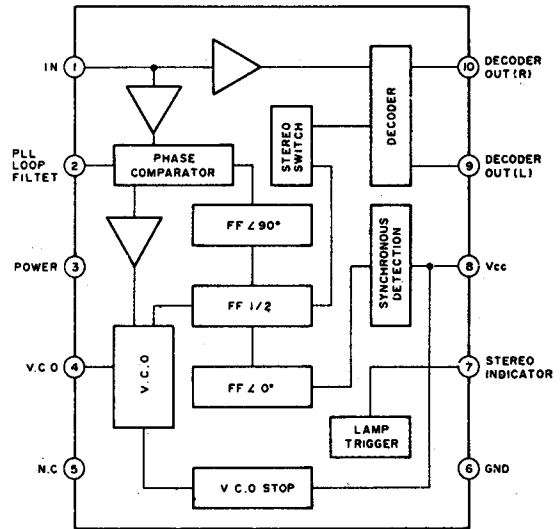 IN 1
10 DECODER
OUT(R)
DECODER
STEREO
SWITCH
PLL
LOOP
FILTET
2
PHASE
COMPARATOR
9 DECODER
OUT(L)
FF∠90°
POWER 3
SYNCHRONOUS
DETECTION
8 Vcc
FF 1/2
V.C.O 4
V.C.O
FF∠0°
7 STEREO
INDICATOR
LAMP
TRIGGER
N.C 5
V.C.O STOP
6 GND